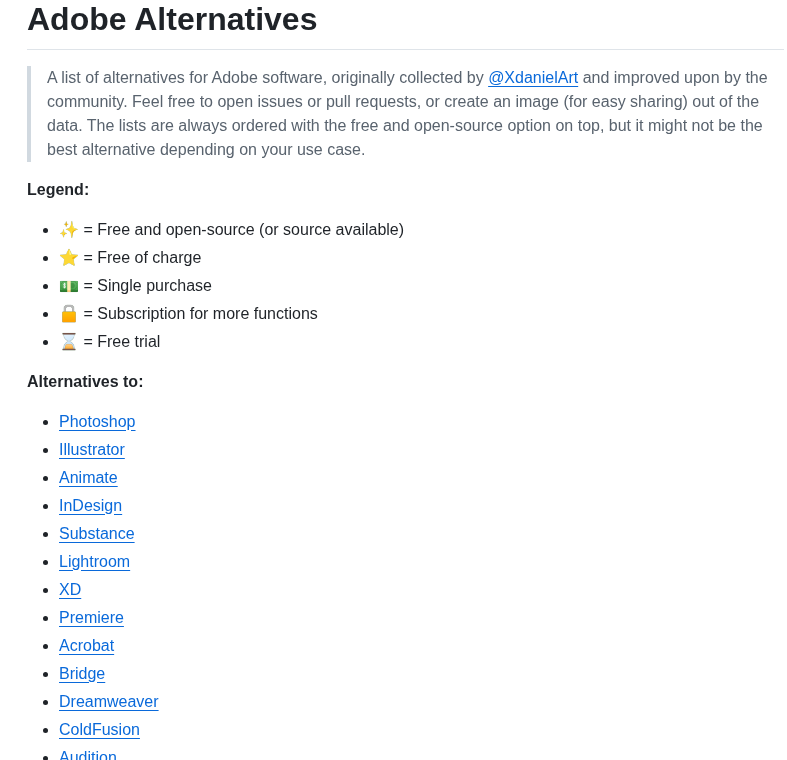 Adobe Alternatives
A list of alternatives for Adobe software, originally collected by @XdanielArt and improved upon by the
community. Feel free to open issues or pull requests, or create an image (for easy sharing) out of the
data. The lists are always ordered with the free and open-source option on top, but it might not be the
best alternative depending on your use case.
Legend:
✨ = Free and open-source (or source available)
⭐ = Free of charge
💵 = Single purchase
🔒 = Subscription for more functions
⌛ = Free trial
Alternatives to:
Photoshop
Illustrator
Animate
InDesign
Substance
Lightroom
XD
Premiere
Acrobat
Bridge
Dreamweaver
ColdFusion
Audition